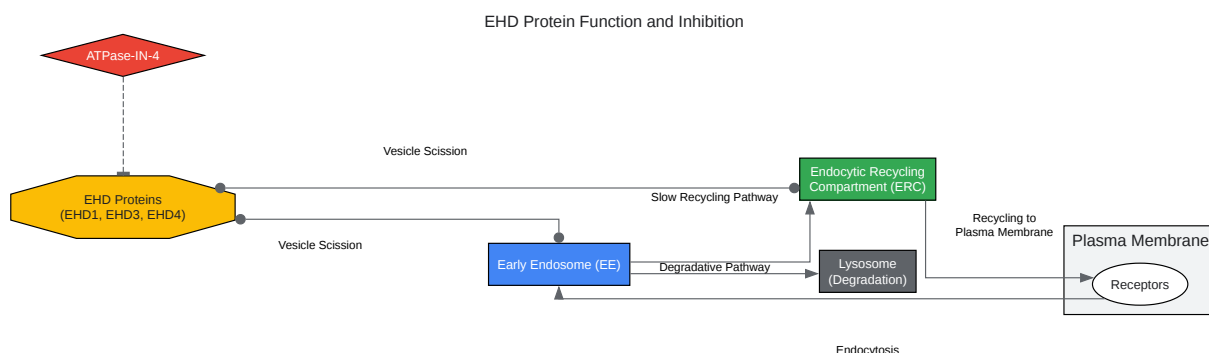 EHD Protein Function and Inhibition
ATPase-IN-4
Vesicle Scission
EHD Proteins
(EHD1, EHD3, EHD4)
Slow Recycling Pathway
Endocytic Recycling
Compartment (ERC)
Recycling to
Plasma Membrane
Plasma Membrane
Vesicle Scission
Early Endosome (EE)
Degradative Pathway
Lysosome
(Degradation)
Receptors
Endocytosis